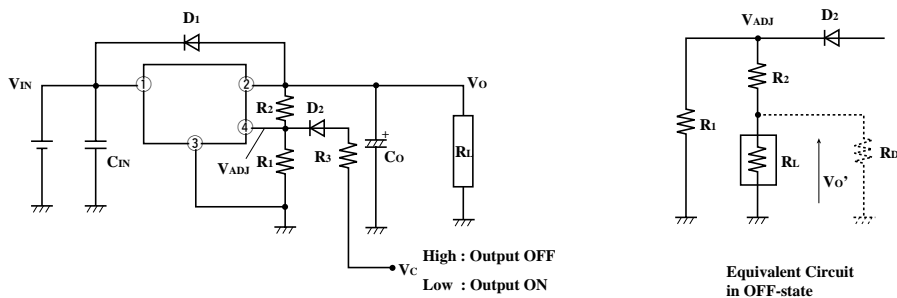 D1
VIN
1
2
VO
R2
D2
4
3
VADJ
R1
R3
CIN
CO
+
RL
VC
High : Output OFF
Low : Output ON
VADJ
D2
R2
R1
RL
VO'
RD
Equivalent Circuit
in OFF-state